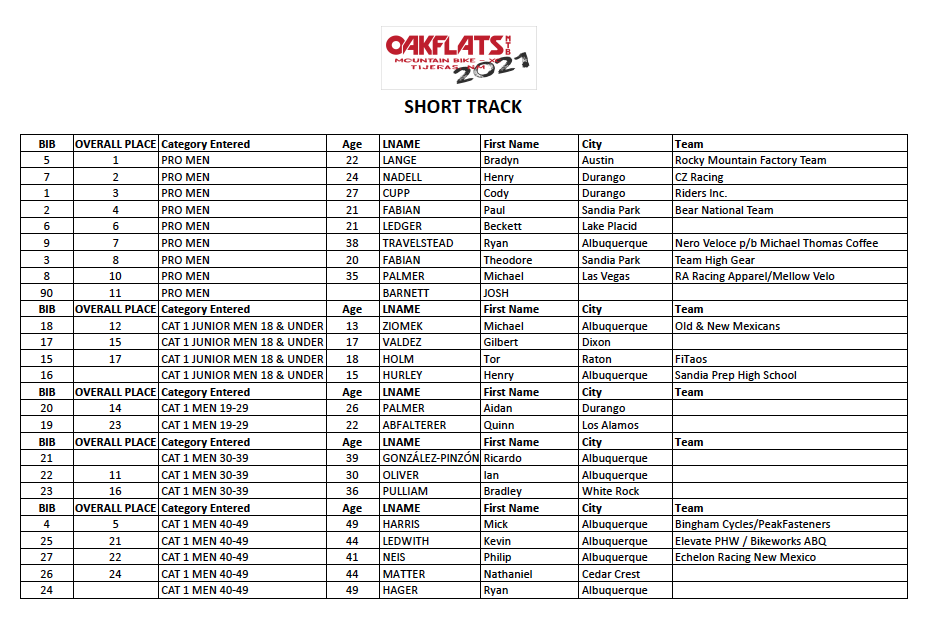 OAKFLATS MTB
MOUNTAIN BIKE - X
TIJERAS, NM
2021
SHORT TRACK
BIB OVERALL PLACE Category Entered Age LNAME First Name City Team
5 1 PRO MEN 22 LANGE Bradyn Austin Rocky Mountain Factory Team
7 2 PRO MEN 24 NADELL Henry Durango CZ Racing
1 3 PRO MEN 27 CUPP Cody Durango Riders Inc.
2 4 PRO MEN 21 FABIAN Paul Sandia Park Bear National Team
6 6 PRO MEN 21 LEDGER Beckett Lake Placid
9 7 PRO MEN 38 TRAVELSTEAD Ryan Albuquerque Nero Veloce p/b Michael Thomas Coffee
3 8 PRO MEN 20 FABIAN Theodore Sandia Park Team High Gear
8 10 PRO MEN 35 PALMER Michael Las Vegas RA Racing Apparel/Mellow Velo
90 11 PRO MEN BARNETT JOSH
BIB OVERALL PLACE Category Entered Age LNAME First Name City Team
18 12 CAT 1 JUNIOR MEN 18 & UNDER 13 ZIOMEK Michael Albuquerque Old & New Mexicans
17 15 CAT 1 JUNIOR MEN 18 & UNDER 17 VALDEZ Gilbert Dixon
15 17 CAT 1 JUNIOR MEN 18 & UNDER 18 HOLM Tor Raton FiTaos
16 CAT 1 JUNIOR MEN 18 & UNDER 15 HURLEY Henry Albuquerque Sandia Prep High School
BIB OVERALL PLACE Category Entered Age LNAME First Name City Team
20 14 CAT 1 MEN 19-29 26 PALMER Aidan Durango
19 23 CAT 1 MEN 19-29 22 ABFALTERER Quinn Los Alamos
BIB OVERALL PLACE Category Entered Age LNAME First Name City Team
21 CAT 1 MEN 30-39 39 GONZÁLEZ-PINZÓN Ricardo Albuquerque
22 11 CAT 1 MEN 30-39 30 OLIVER Ian Albuquerque
23 16 CAT 1 MEN 30-39 36 PULLIAM Bradley White Rock
BIB OVERALL PLACE Category Entered Age LNAME First Name City Team
4 5 CAT 1 MEN 40-49 49 HARRIS Mick Albuquerque Bingham Cycles/PeakFasteners
25 21 CAT 1 MEN 40-49 44 LEDWITH Kevin Albuquerque Elevate PHW / Bikeworks ABQ
27 22 CAT 1 MEN 40-49 41 NEIS Philip Albuquerque Echelon Racing New Mexico
26 24 CAT 1 MEN 40-49 44 MATTER Nathaniel Cedar Crest
24 CAT 1 MEN 40-49 49 HAGER Ryan Albuquerque